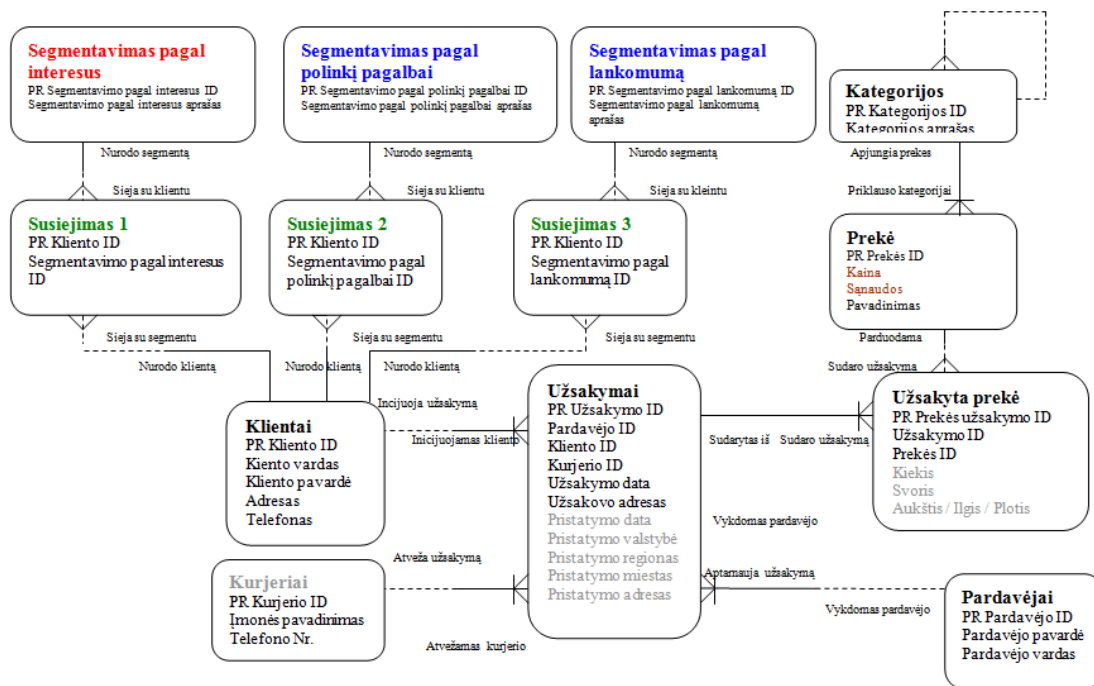 Segmentavimas pagal
interesus
PR Segmentavimo pagal interesus ID
Segmentavimo pagal interesus aprašas
Segmentavimas pagal
polinkį pagalbai
PR Segmentavimo pagal polinkį pagalbai ID
Segmentavimo pagal polinkį pagalbai aprašas
Segmentavimas pagal
lankomumą
PR Segmentavimo pagal lankomumą ID
Segmentavimo pagal lankomumą
aprašas
Kategorijos
PR Kategorijos ID
Kategorijos aprašas
Nurodo segmentą
Nurodo segmentą
Nurodo segmentą
Apjungia prekes
Sieja su klientu
Sieja su klientu
Sieja su kleintu
Priklauso kategorijai
Susiejimas 1
PR Kliento ID
Segmentavimo pagal interesus
ID
Susiejimas 2
PR Kliento ID
Segmentavimo pagal
polinkį pagalbai ID
Susiejimas 3
PR Kliento ID
Segmentavimo pagal
lankomumą ID
Prekė
PR Prekės ID
Kaina
Sąnaudos
Pavadinimas
Sieja su segmentu
Sieja su segmentu
Sieja su segmentu
Parduodama
Nurodo klientą
Nurodo klientą
Nurodo klientą
Sudaro užsakymą
Klientai
PR Kliento ID
Kiento vardas
Kliento pavardė
Adresas
Telefonas
Incijuoja užsakymą
Inicijuojamas kliento
Užsakymai
PR Užsakymo ID
Pardavėjo ID
Kliento ID
Kurjerio ID
Užsakymo data
Užsakovo adresas
Pristatymo data
Pristatymo valstybė
Pristatymo regionas
Pristatymo miestas
Pristatymo adresas
Sudarytas iš
Sudaro užsakymą
Užsakyta prekė
PR Prekės užsakymo ID
Užsakymo ID
Prekės ID
Kiekis
Svoris
Aukštis / Ilgis / Plotis
Vykdomas pardavėjo
Atveža užsakymą
Aptarnauja užsakymą
Kurjeriai
PR Kurjerio ID
Įmonės pavadinimas
Telefono Nr.
Atvežamas kurjerio
Vykdomas pardavėjo
Pardavėjai
PR Pardavėjo ID
Pardavėjo pavardė
Pardavėjo vardas